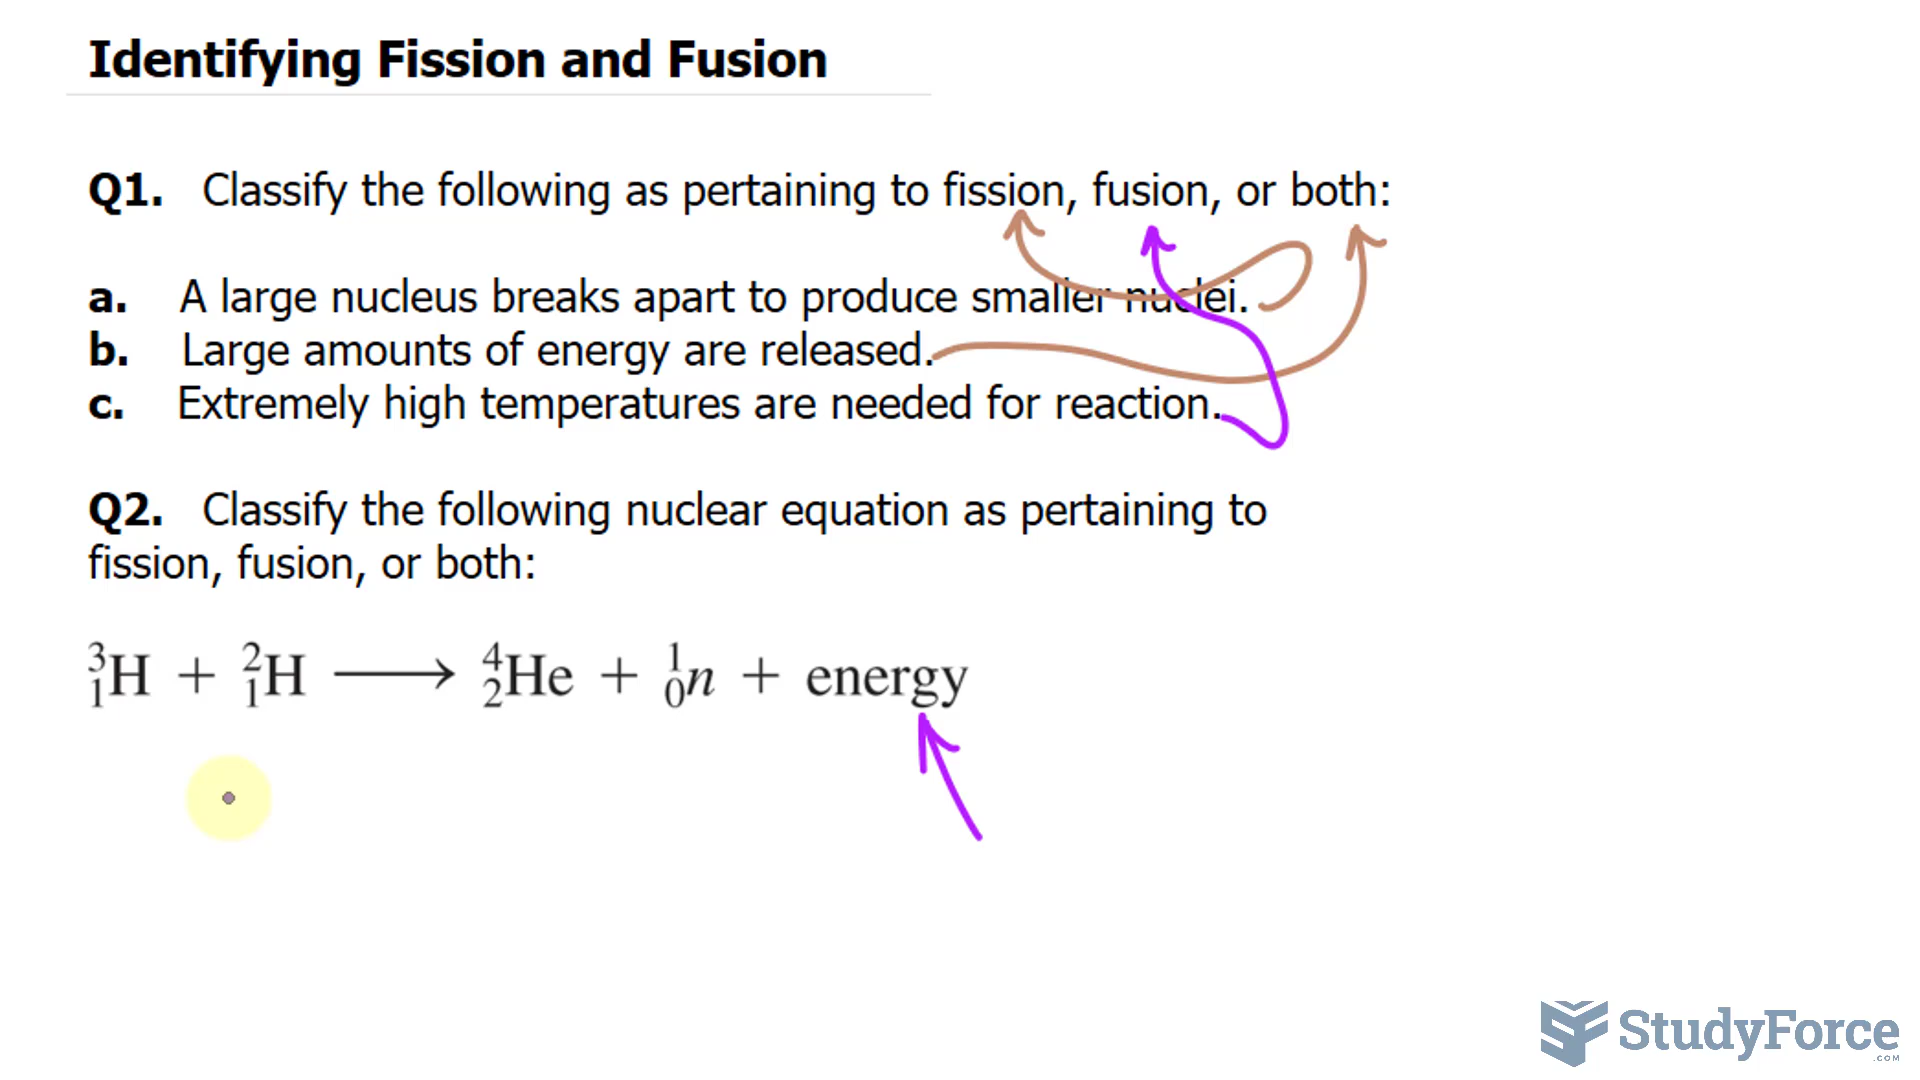 Identifying Fission and Fusion
Q1. Classify the following as pertaining to fission, fusion, or both:
a. A large nucleus breaks apart to produce smaller nuclei.
b. Large amounts of energy are released.
c. Extremely high temperatures are needed for reaction.
Q2. Classify the following nuclear equation as pertaining to
fission, fusion, or both:
³₁H + ²₁H ⟶ ⁴₂He + ¹₀n + energy
StudyForce
.COM